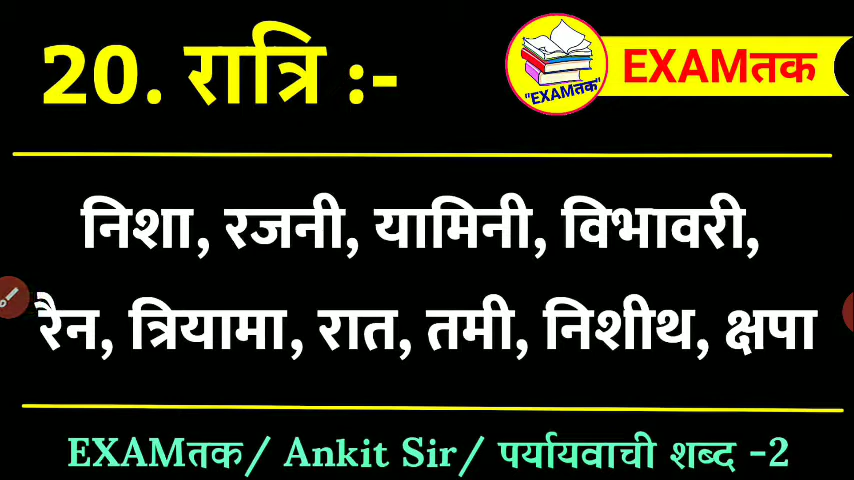 20. रात्रि :-
"EXAMतक"
EXAMतक
निशा, रजनी, यामिनी, विभावरी,
रैन, त्रियामा, रात, तमी, निशीथ, क्षपा
EXAMतक/ Ankit Sir/ पर्यायवाची शब्द -2